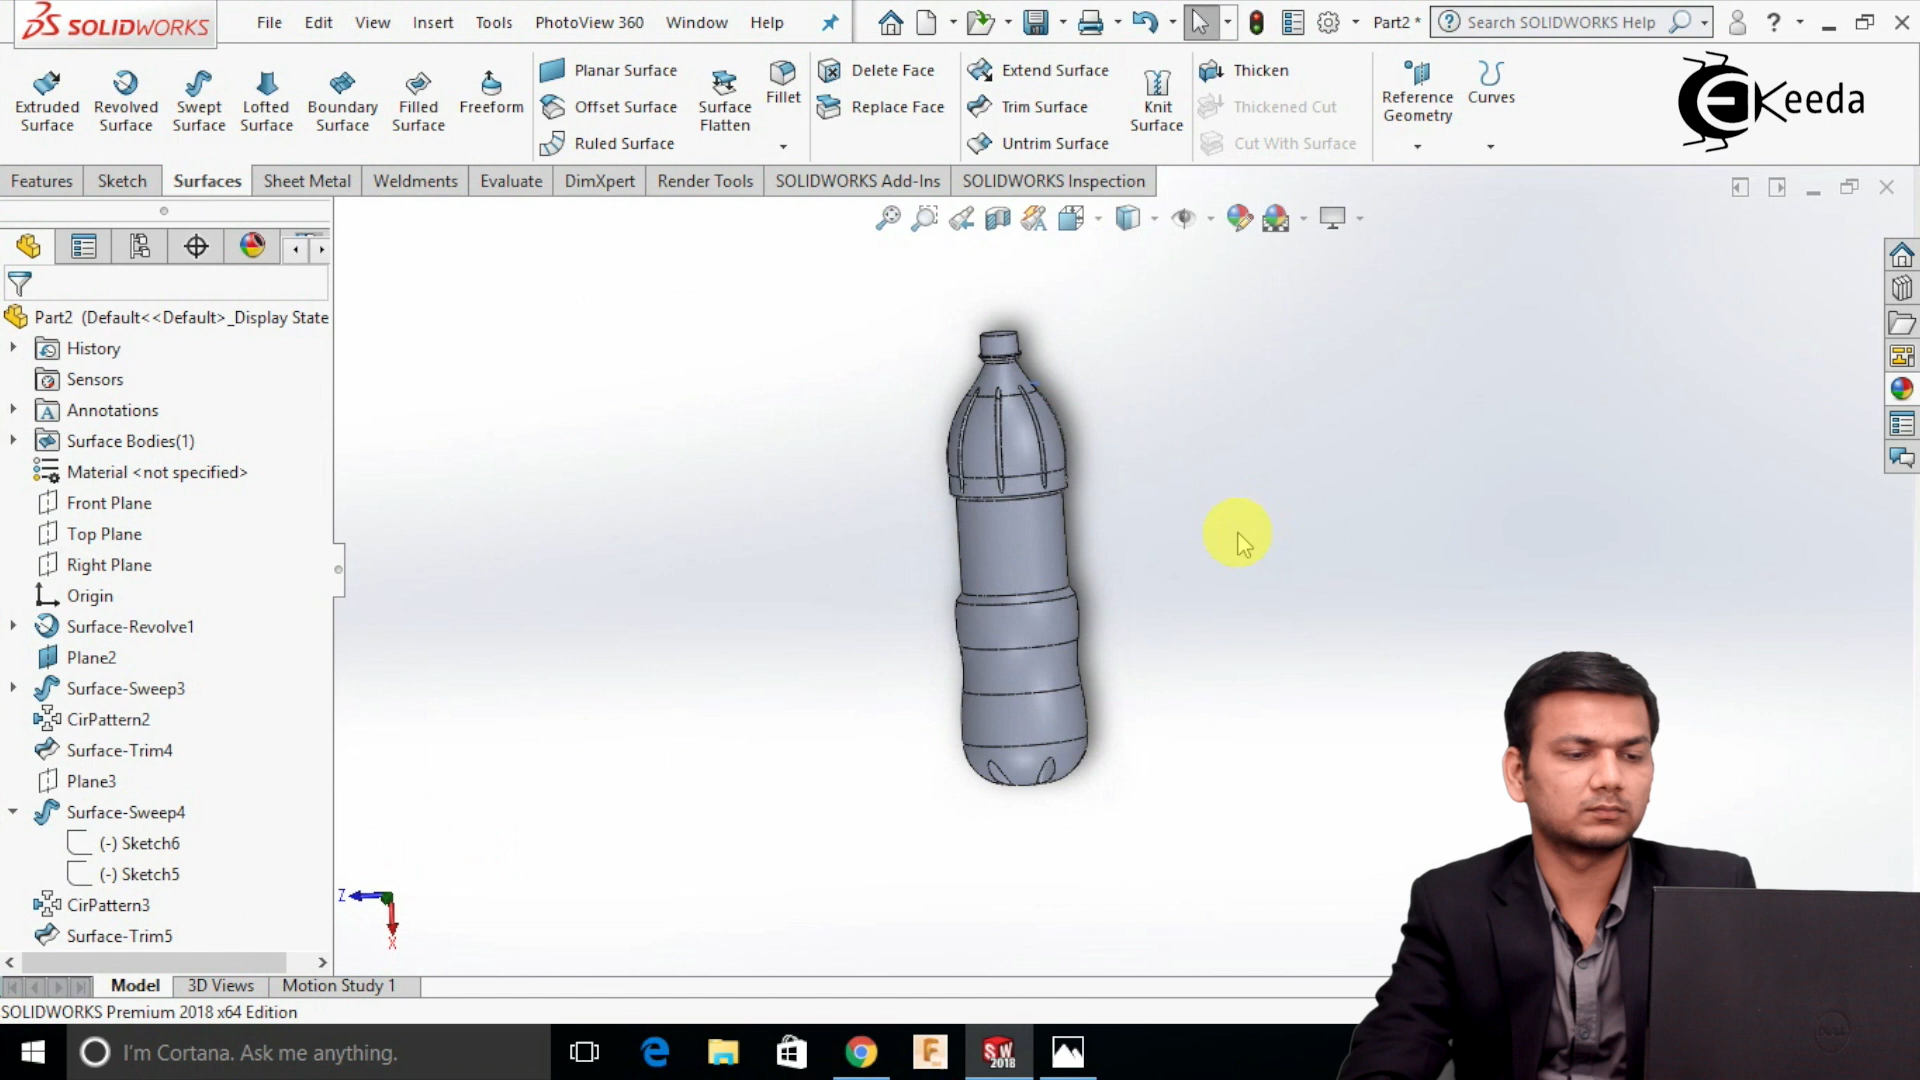 SOLIDWORKS
File Edit View Insert Tools PhotoView 360 Window Help
Part2 *
Search SOLIDWORKS Help
Extruded Surface
Revolved Surface
Swept Surface
Lofted Surface
Boundary Surface
Filled Surface
Freeform
Planar Surface
Offset Surface
Ruled Surface
Surface Flatten
Fillet
Delete Face
Replace Face
Extend Surface
Trim Surface
Untrim Surface
Knit Surface
Thicken
Thickened Cut
Cut With Surface
Reference Geometry
Curves
EKeeda
Features Sketch Surfaces Sheet Metal Weldments Evaluate DimXpert Render Tools SOLIDWORKS Add-Ins SOLIDWORKS Inspection
Part2 (Default<<Default>_Display State
History
Sensors
Annotations
Surface Bodies(1)
Material <not specified>
Front Plane
Top Plane
Right Plane
Origin
Surface-Revolve1
Plane2
Surface-Sweep3
CirPattern2
Surface-Trim4
Plane3
Surface-Sweep4
(-) Sketch6
(-) Sketch5
CirPattern3
Surface-Trim5
Z
X
Model 3D Views Motion Study 1
SOLIDWORKS Premium 2018 x64 Edition
I'm Cortana. Ask me anything.
SW
2018